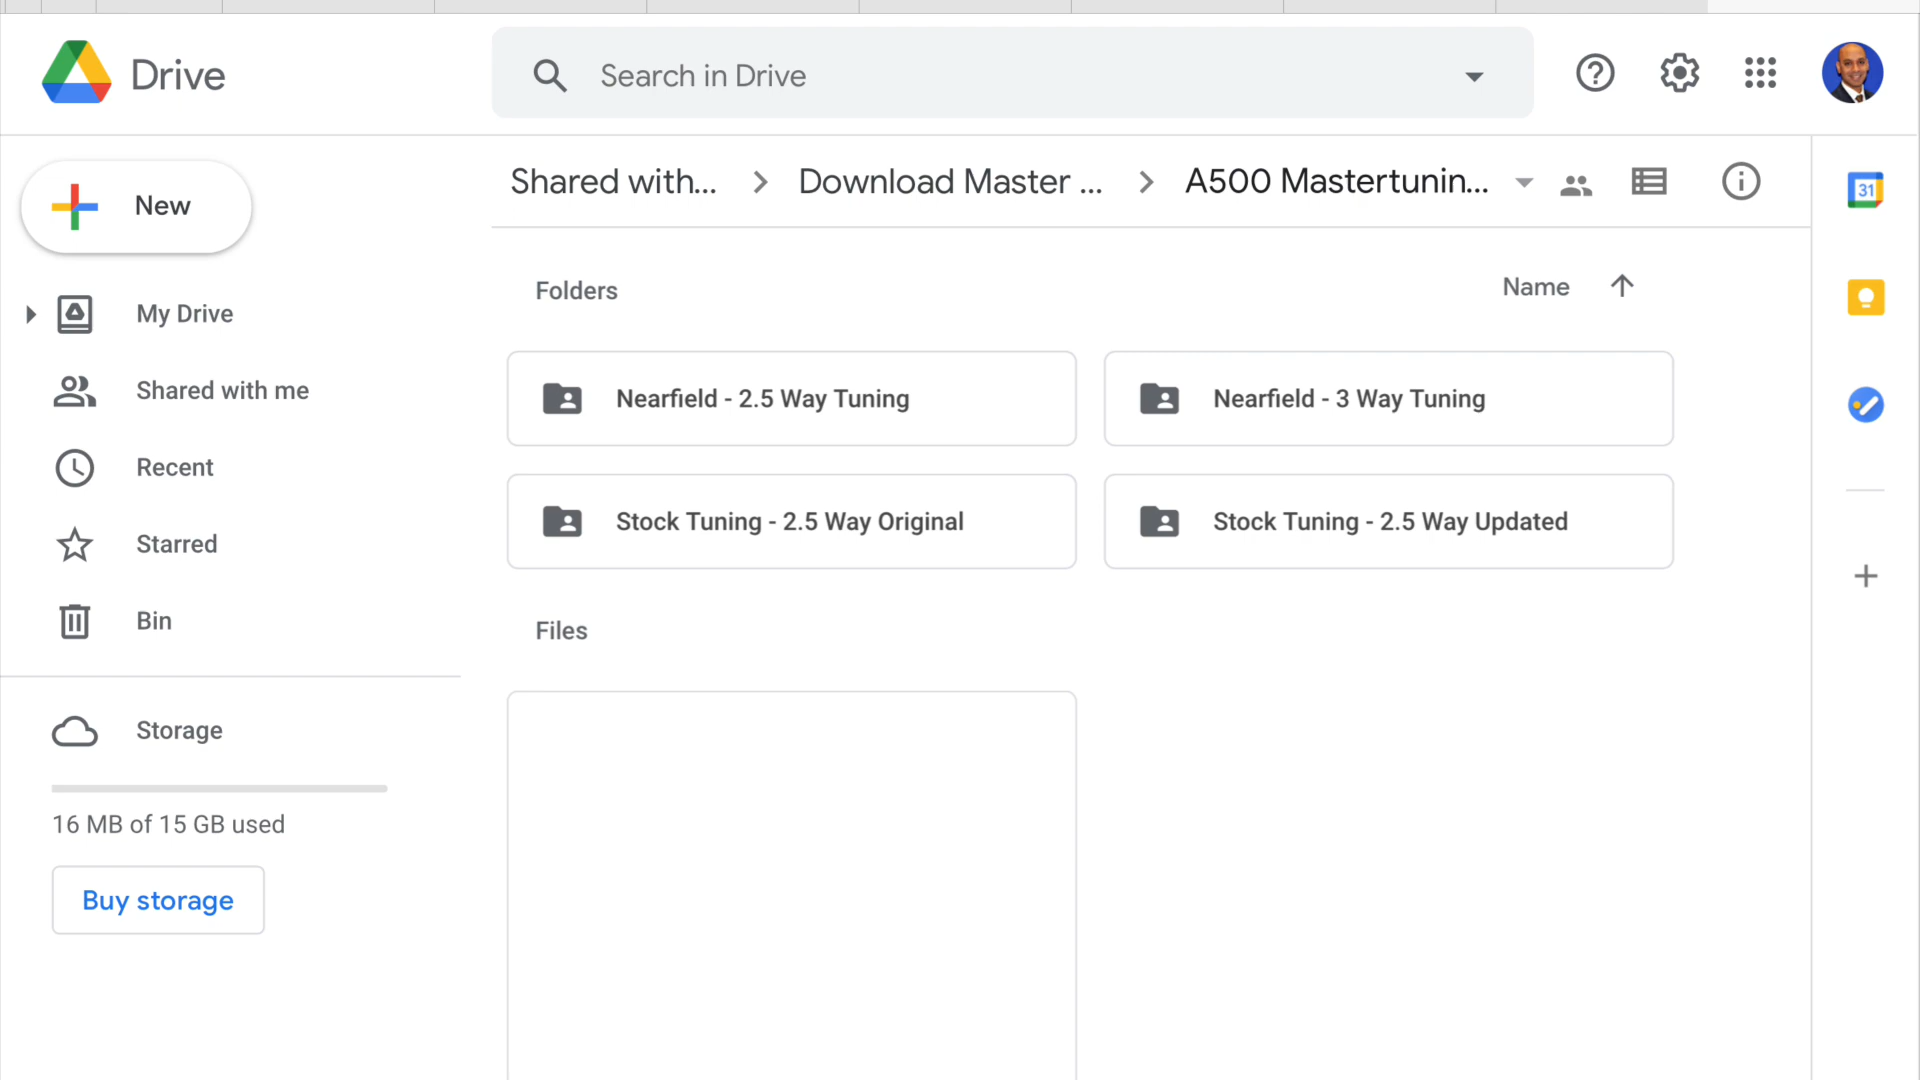 Drive
Search in Drive
New
Shared with...
Download Master ...
A500 Mastertunin...
31
My Drive
Shared with me
Recent
Starred
Bin
Storage
16 MB of 15 GB used
Buy storage
Folders
Name
Nearfield - 2.5 Way Tuning
Nearfield - 3 Way Tuning
Stock Tuning - 2.5 Way Original
Stock Tuning - 2.5 Way Updated
Files